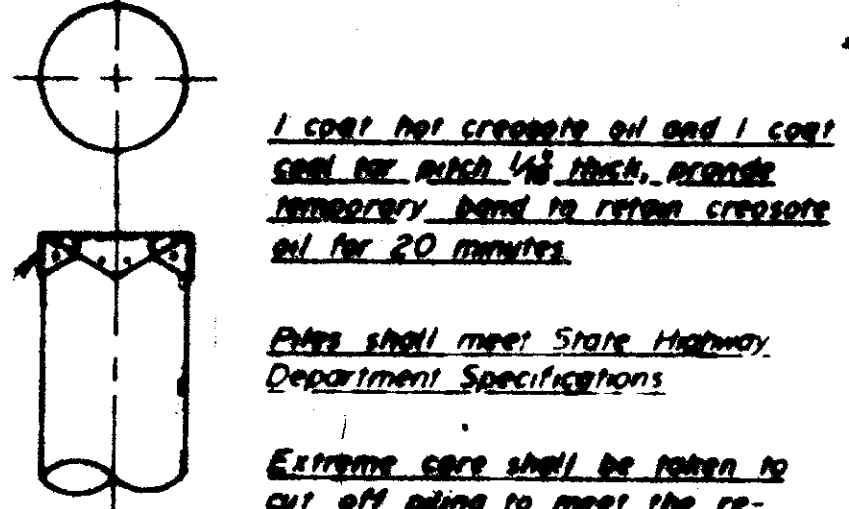 1 coat hot creosote oil and 1 coat
coal tar pitch 1/16" thick, provide
temporary band to retain creosote
oil for 20 minutes
Piles shall meet State Highway
Department Specifications
Extreme care shall be taken to
cut off piling to meet the re-